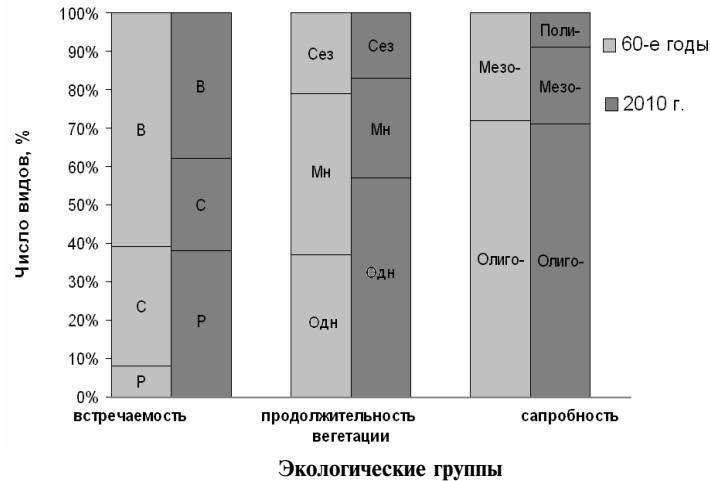 100%
90%
80%
70%
60%
50%
40%
30%
20%
10%
0%
Число видов, %
В
С
Р
В
С
Р
Сез
Мн
Одн
Сез
Мн
Одн
Мезо-
Олиго-
Поли-
Мезо-
Олиго-
60-е годы
2010 г.
встречаемость
продолжительность
вегетации
сапробность
Экологические группы